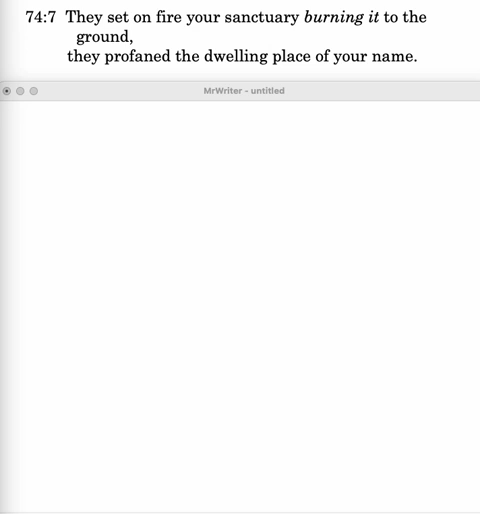 74:7 They set on fire your sanctuary burning it to the
ground,
they profaned the dwelling place of your name.
MrWriter - untitled